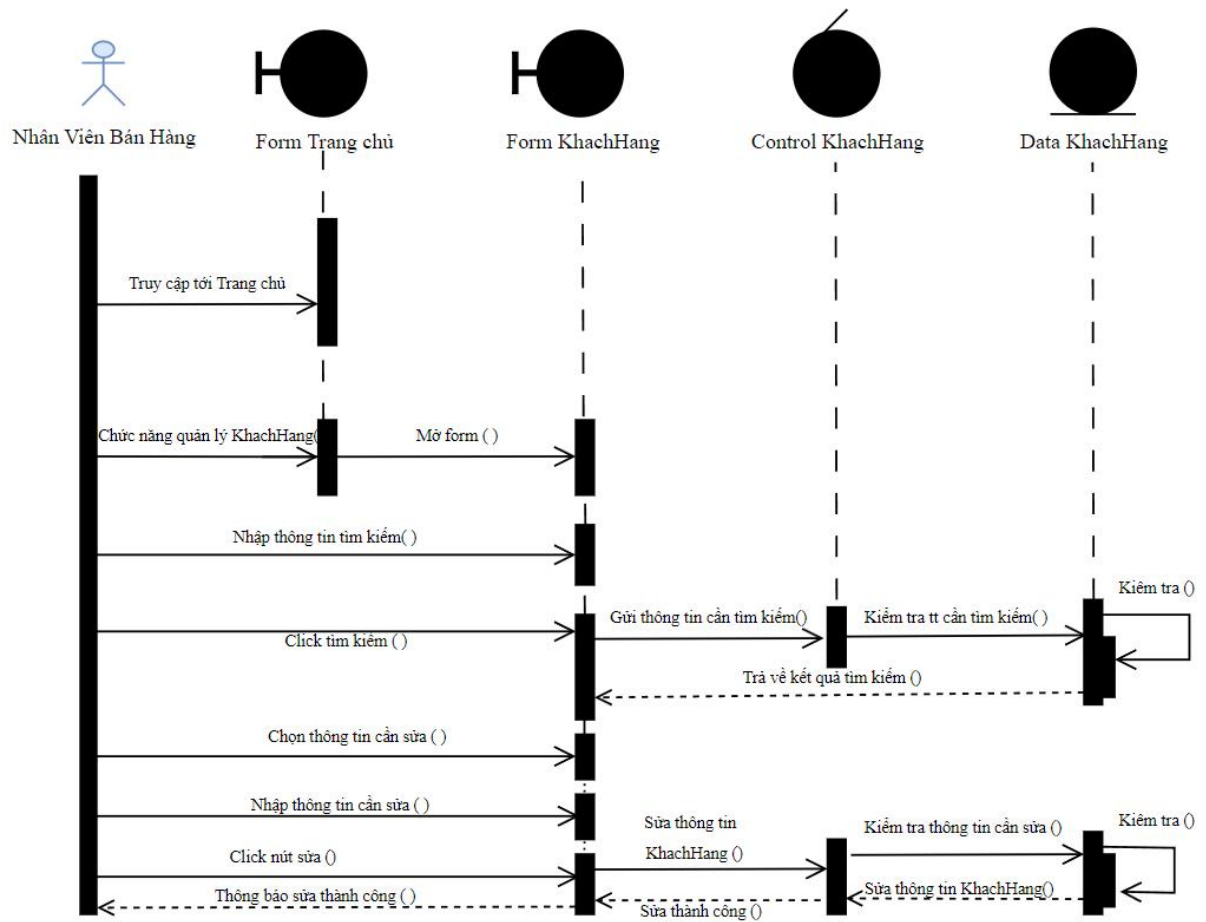 Nhân Viên Bán Hàng
Form Trang chủ
Form KhachHang
Control KhachHang
Data KhachHang
Truy cập tới Trang chủ
Chức năng quản lý KhachHang(
Mở form ( )
Nhập thông tin tìm kiếm( )
Kiêm tra ()
Click tìm kiếm ( )
Gửi thông tin cần tìm kiếm()
Kiểm tra tt cần tìm kiếm( )
Trả về kết quả tìm kiếm ()
Chọn thông tin cần sửa ( )
Nhập thông tin cần sửa ( )
Sửa thông tin
KhachHang ()
Kiểm tra thông tin cần sửa ()
Kiêm tra ()
Click nút sửa ()
Thông báo sửa thành công ( )
Sửa thành công ()
Sửa thông tin KhachHang()